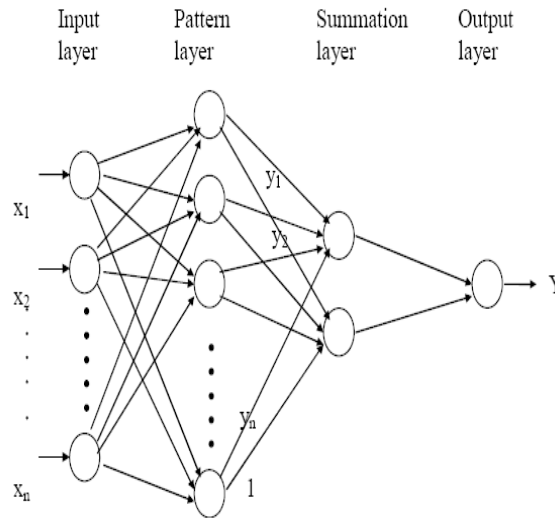 Input
layer
Pattern
layer
Summation
layer
Output
layer
x1
x2
xn
y1
y2
yn
1
Y